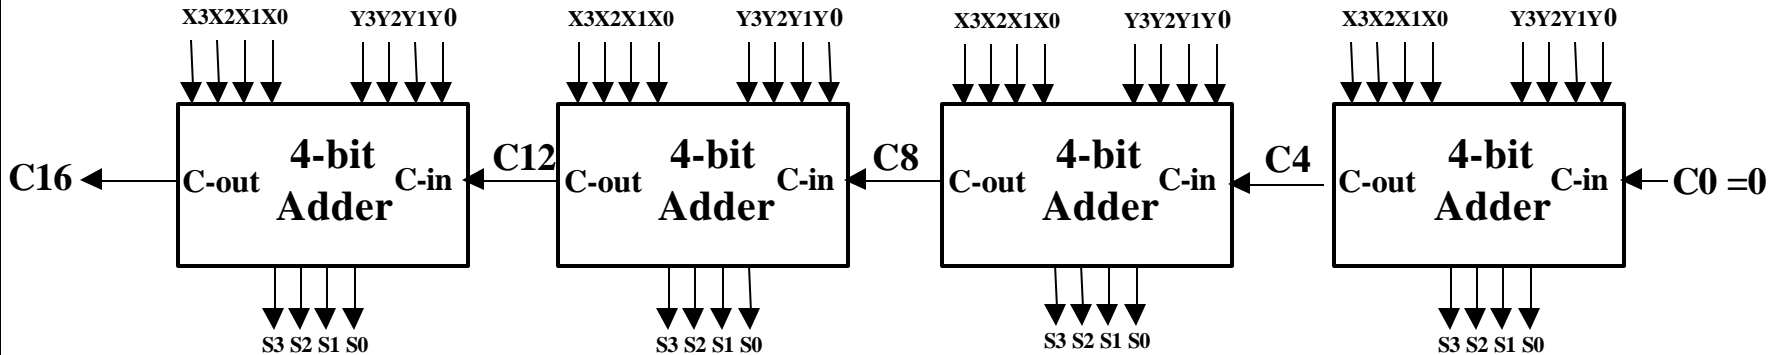 X3X2X1X0 Y3Y2Y1Y0 X3X2X1X0 Y3Y2Y1Y0 X3X2X1X0 Y3Y2Y1Y0 X3X2X1X0 Y3Y2Y1Y0
C16 C-out 4-bit Adder C-in C12 C-out 4-bit Adder C-in C8 C-out 4-bit Adder C-in C4 C-out 4-bit Adder C-in C0 =0
S3 S2 S1 S0 S3 S2 S1 S0 S3 S2 S1 S0 S3 S2 S1 S0